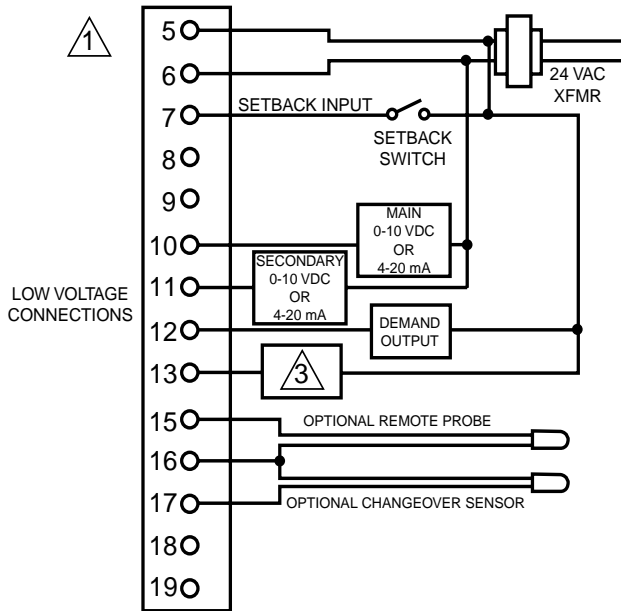 1
5
6
24 VAC
XFMR
7
SETBACK INPUT
SETBACK
SWITCH
8
9
MAIN
0-10 VDC
OR
4-20 mA
10
SECONDARY
0-10 VDC
OR
4-20 mA
11
LOW VOLTAGE
CONNECTIONS
12
DEMAND
OUTPUT
13
3
15
OPTIONAL REMOTE PROBE
16
17
OPTIONAL CHANGEOVER SENSOR
18
19